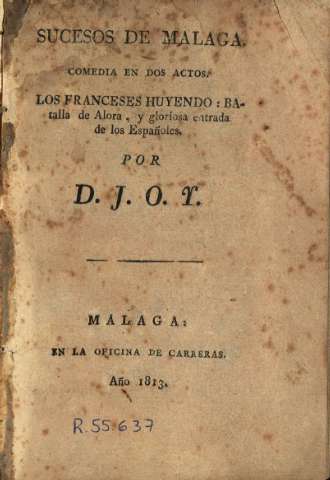 SUCESOS DE MALAGA.
COMEDIA EN DOS ACTOS.
LOS FRANCESES HUYENDO: BA-
talla de Alora, y gloriosa entrada
de los Españoles.
POR
D. J. O. Y.
MÁLAGA:
EN LA OFICINA DE CARRERAS.
Año 1813.
R.55637